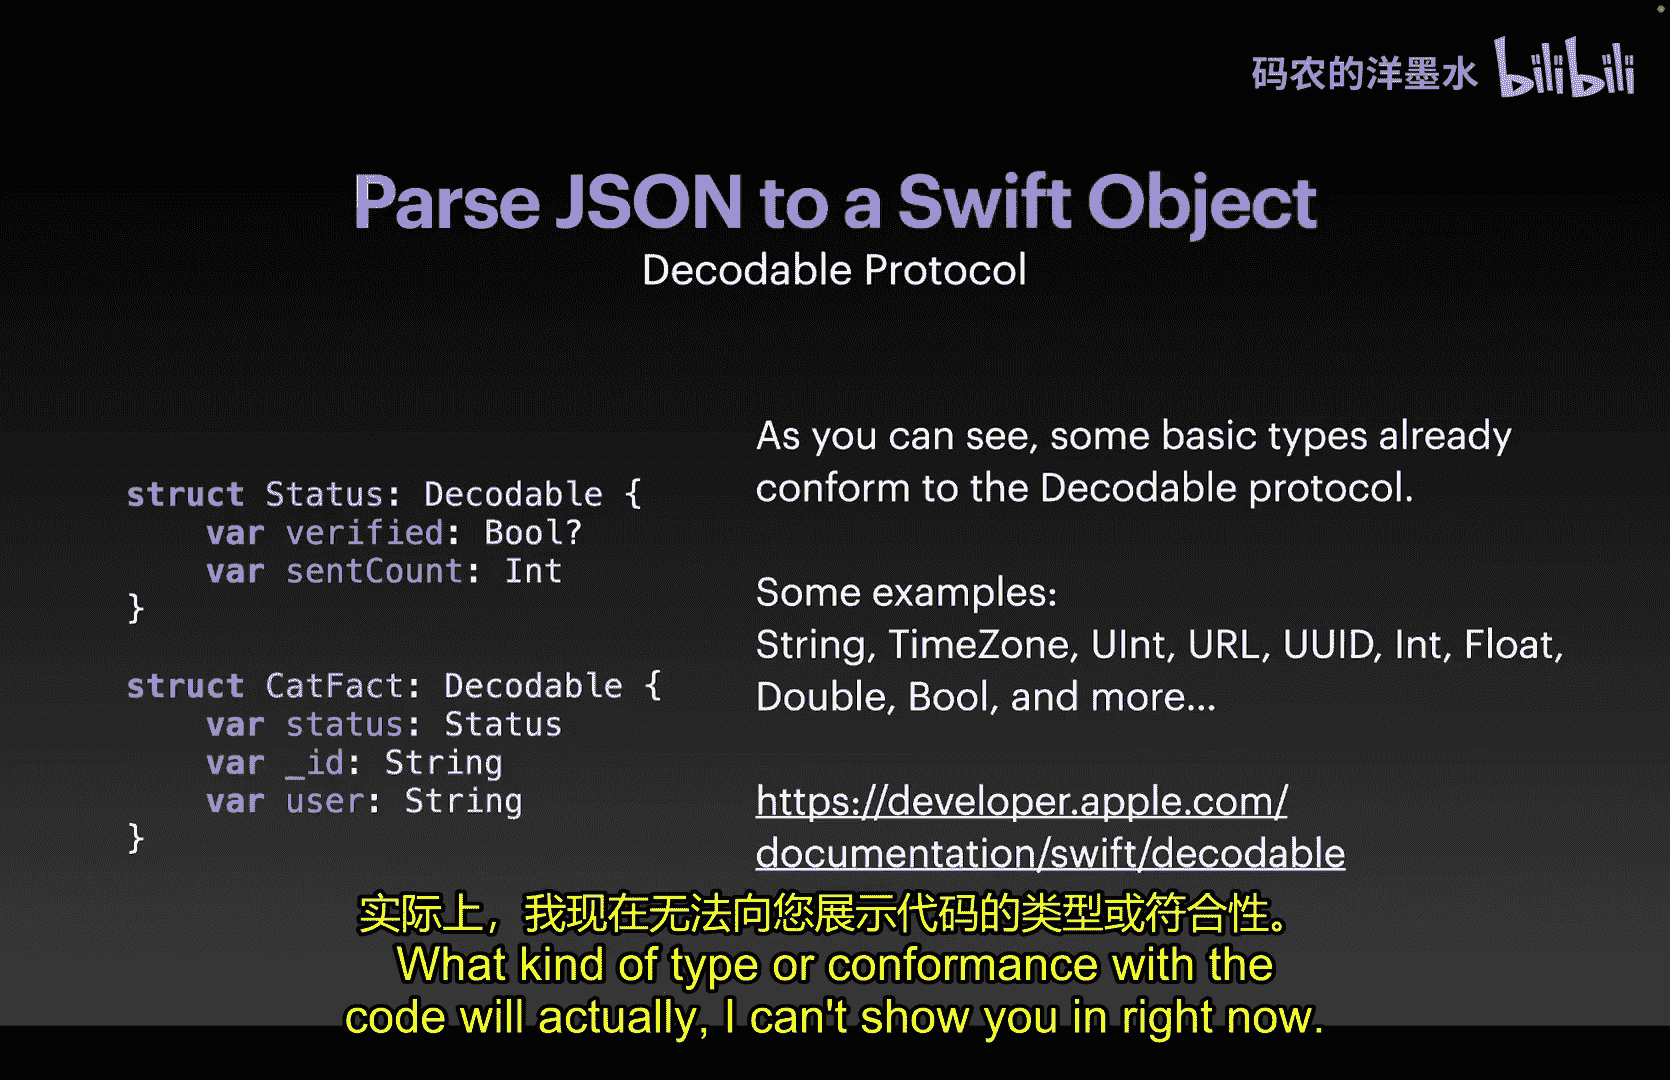 码农的洋墨水 bilibili
Parse JSON to a Swift Object
Decodable Protocol
struct Status: Decodable {
    var verified: Bool?
    var sentCount: Int
}
struct CatFact: Decodable {
    var status: Status
    var _id: String
    var user: String
}
As you can see, some basic types already
conform to the Decodable protocol.
Some examples:
String, TimeZone, UInt, URL, UUID, Int, Float,
Double, Bool, and more...
https://developer.apple.com/
documentation/swift/decodable
实际上，我现在无法向您展示代码的类型或符合性。
What kind of type or conformance with the
code will actually, I can't show you in right now.